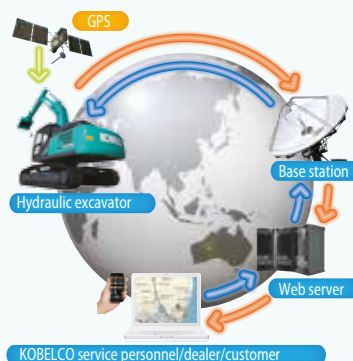 GPS
Base station
Hydraulic excavator
Web server
KOBELCO service personnel/dealer/customer